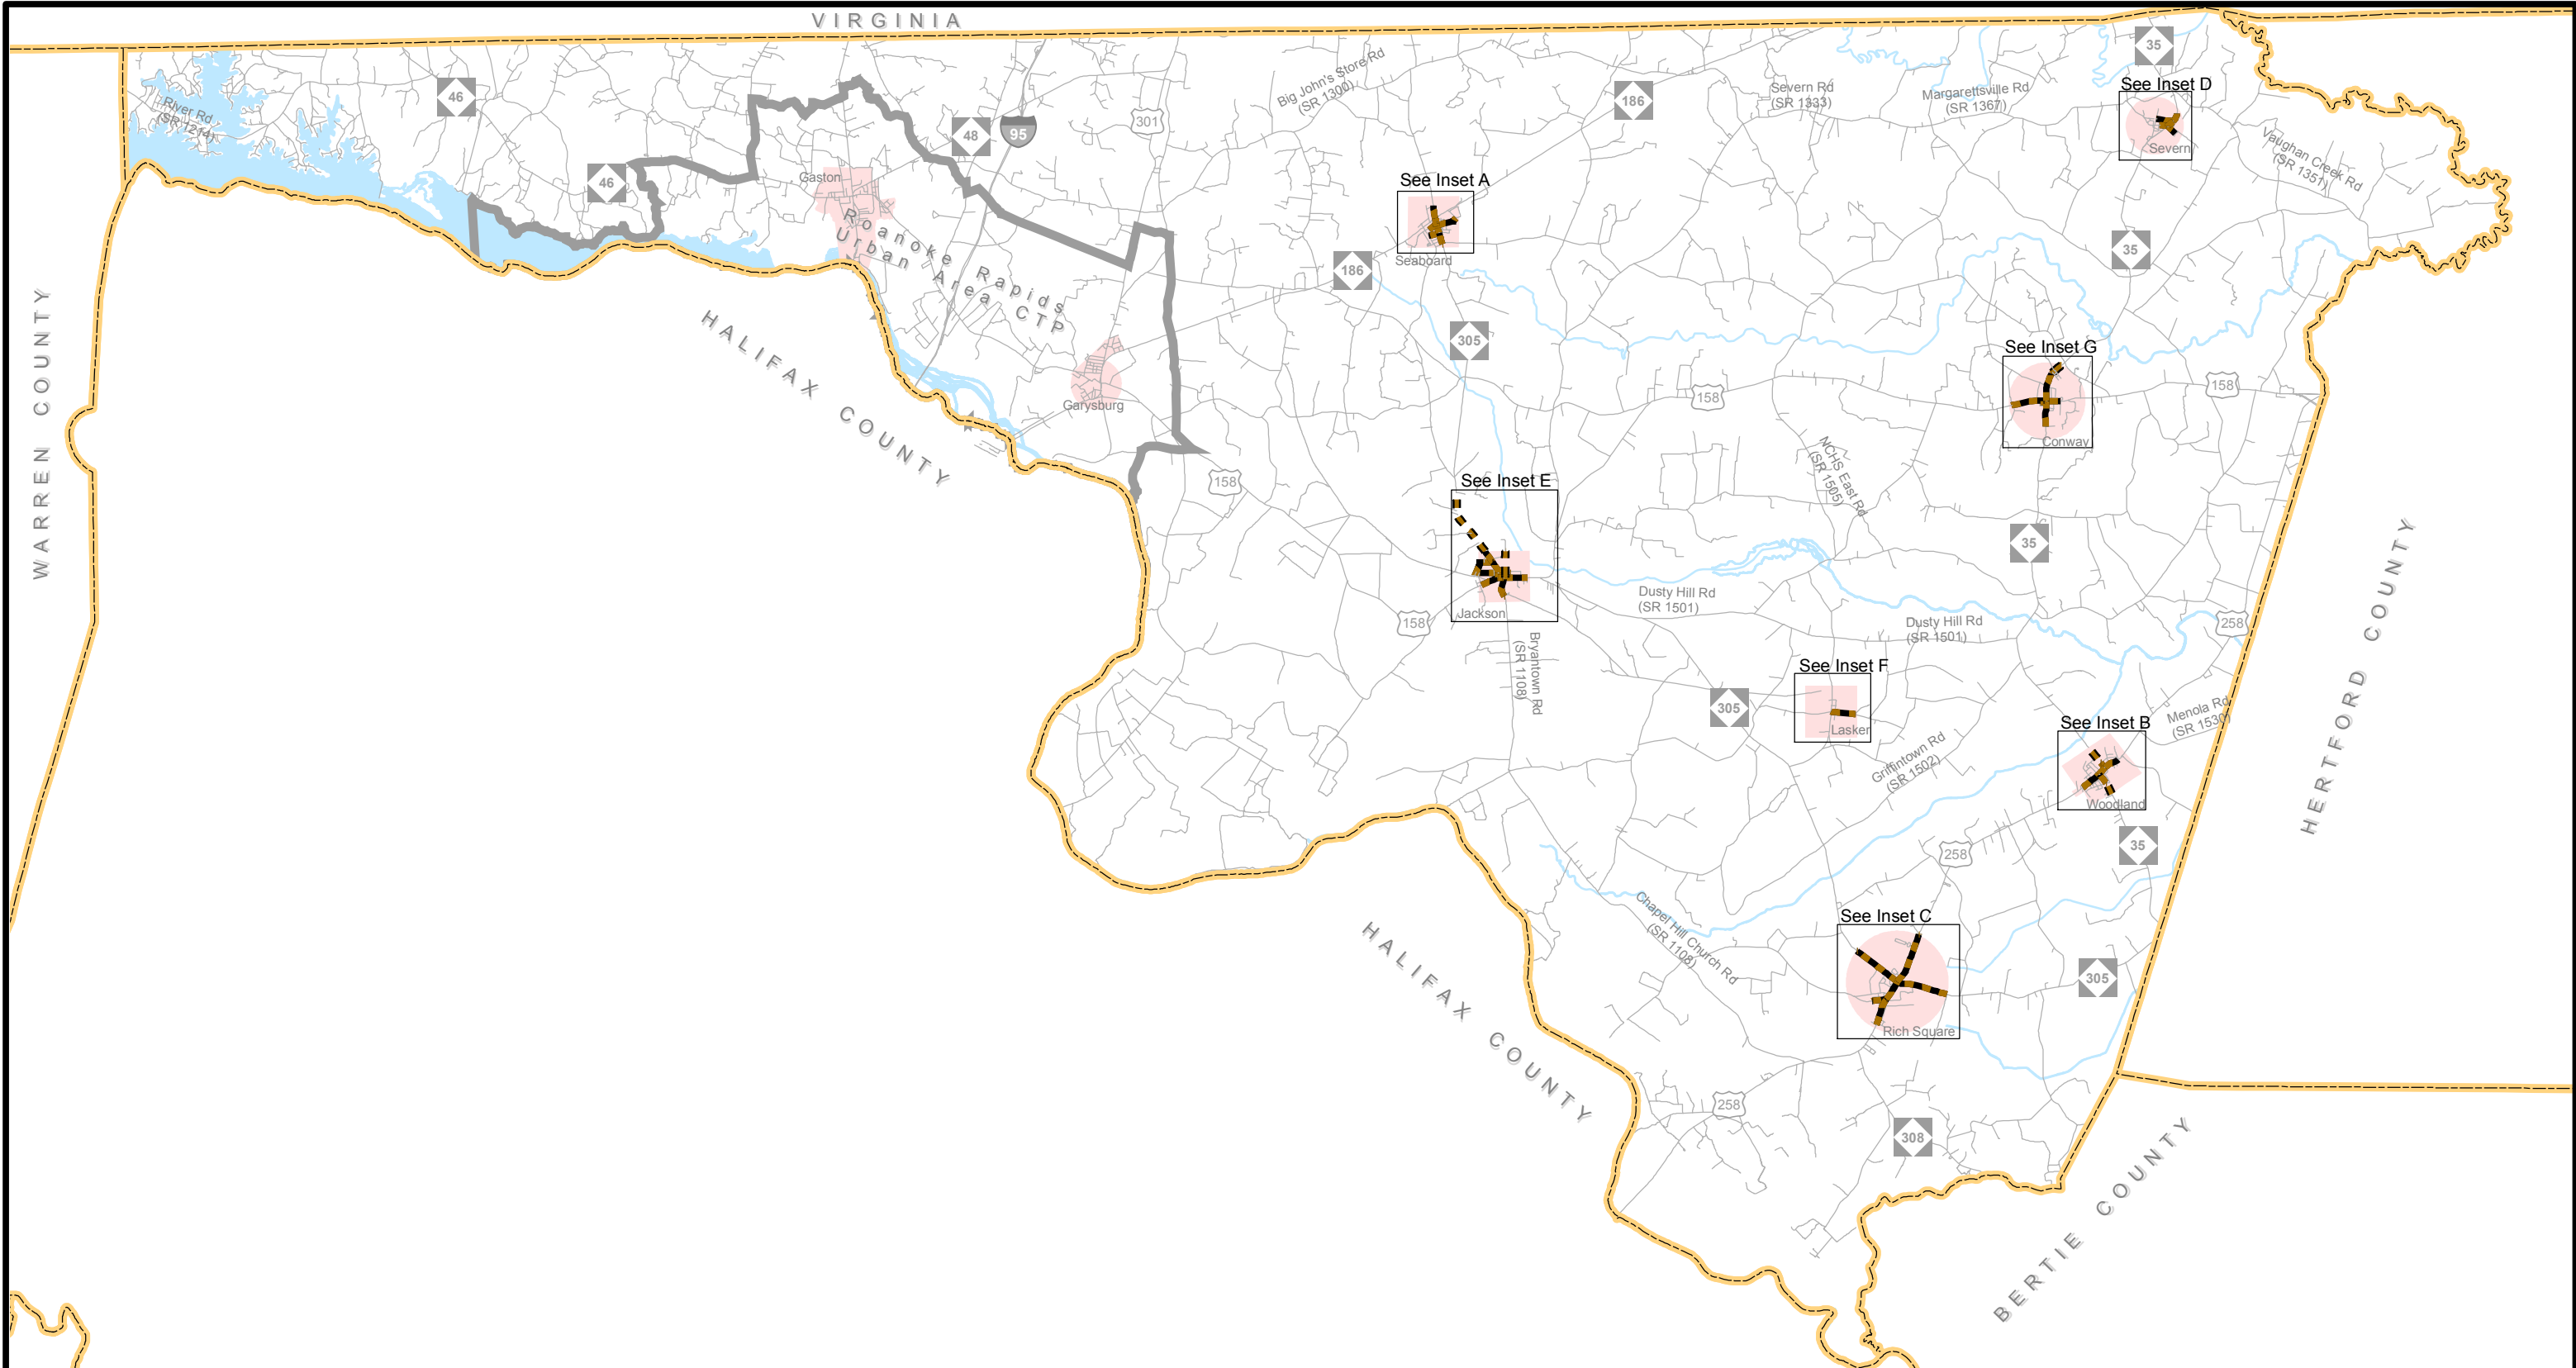 VIRGINIA
35
See Inset D
46
River Rd
(SR 1214)
Big John's Store Rd
(SR 1300)
186
Severn Rd
(SR 1333)
Margarettsville Rd
(SR 1367)
301
48
95
Severn
Vaughan Creek Rd
(SR 1351)
46
Gaston
See Inset A
Seaboard
Roanoke Rapids
Urban Area CTP
186
35
WARREN COUNTY
HALIFAX COUNTY
305
See Inset G
158
158
Conway
Garysburg
NCHS East Rd
(SR 1505)
158
See Inset E
35
HERTFORD COUNTY
Jackson
158
Dusty Hill Rd
(SR 1501)
Dusty Hill Rd
(SR 1501)
258
Bryantown Rd
(SR 1108)
See Inset F
305
Lasker
Griffintown Rd
(SR 1502)
Menola Rd
(SR 1530)
See Inset B
Woodland
35
258
Chapel Hill Church Rd
(SR 1108)
See Inset C
Rich Square
305
HALIFAX COUNTY
258
308
BERTIE COUNTY